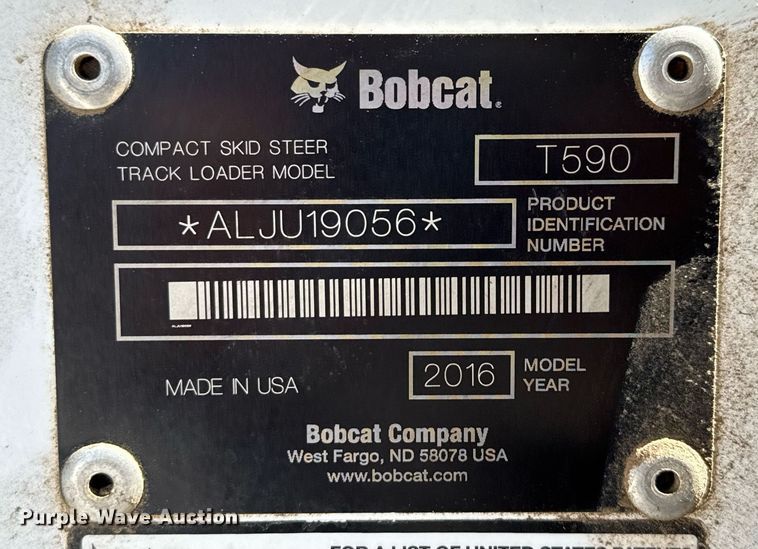 Bobcat®
COMPACT SKID STEER
TRACK LOADER MODEL
T590
*ALJU19056*
PRODUCT
IDENTIFICATION
NUMBER
ALJU19056
MADE IN USA
2016
MODEL
YEAR
Bobcat Company
West Fargo, ND 58078 USA
www.bobcat.com
Purple Wave Auction